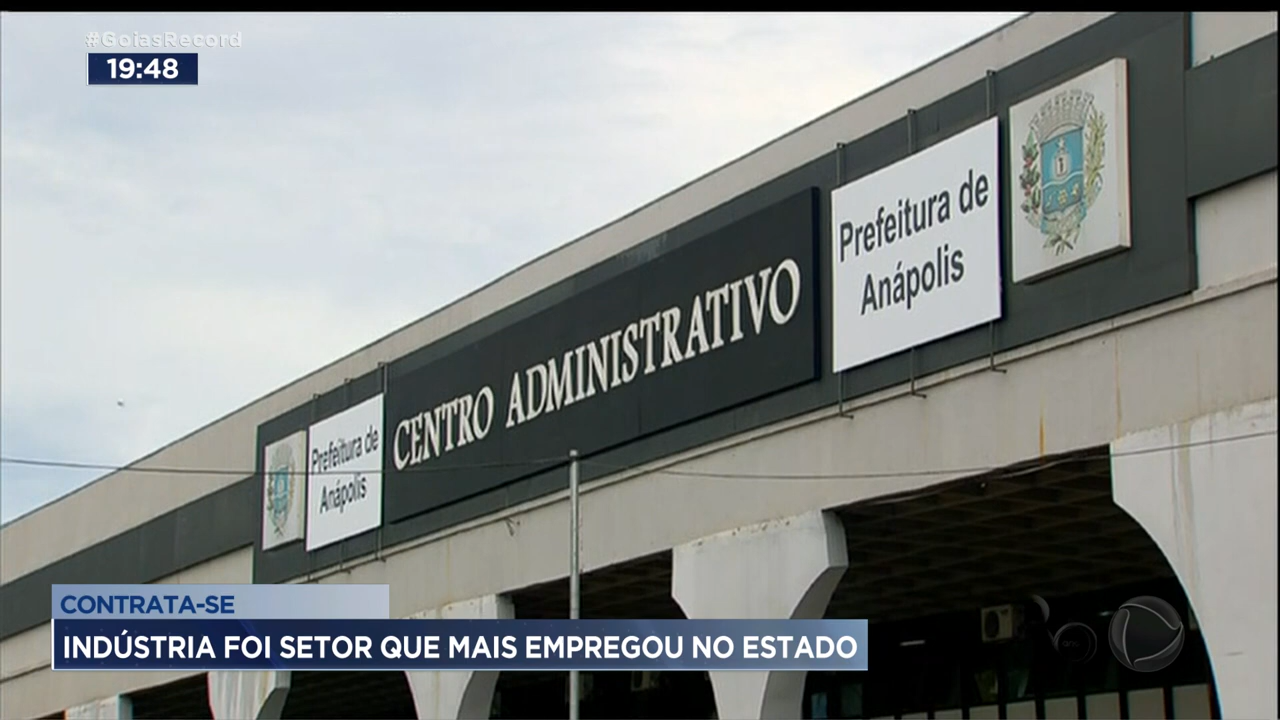 #GoiasRecord
19:48
Prefeitura de
Anápolis
CENTRO ADMINISTRATIVO
Prefeitura de
Anápolis
CONTRATA-SE
INDÚSTRIA FOI SETOR QUE MAIS EMPREGOU NO ESTADO